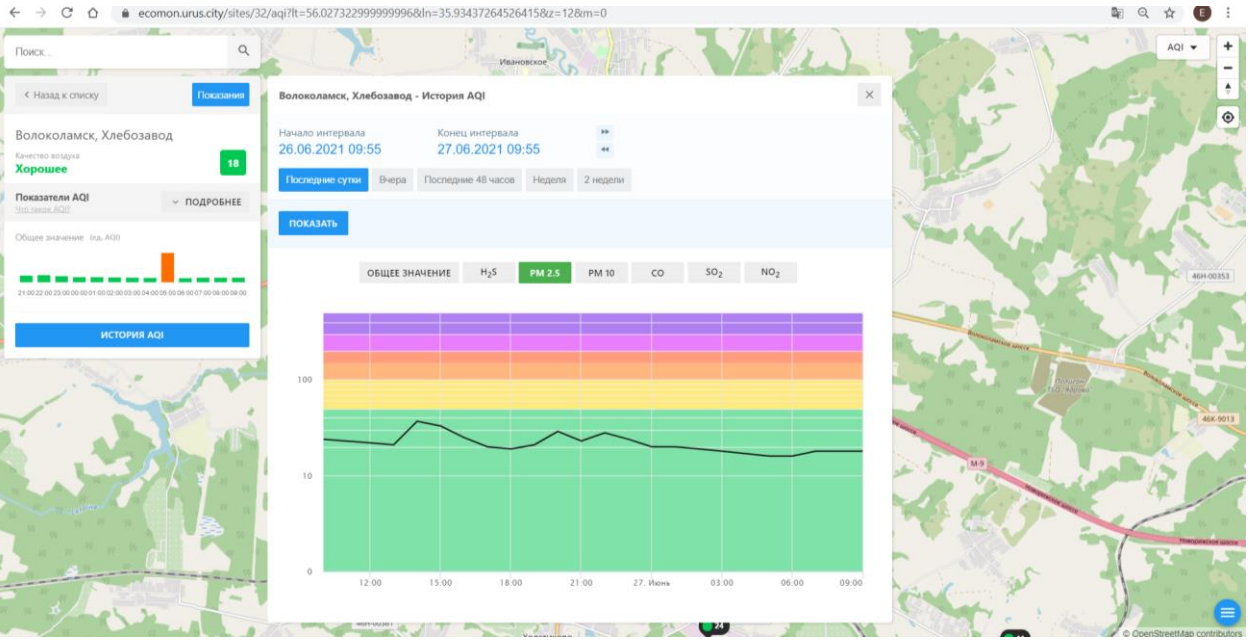 ecomon.urus.city/sites/32/aqi?lt=56.027322999999996&ln=35.93437264526415&z=12&m=0
E
Поиск...
Ивановское
AQI
Назад к списку
Показания
Волоколамск, Хлебозавод
Качество воздуха
Хорошее
18
Показатели AQI
Что такое AQI?
ПОДРОБНЕЕ
Общее значение (ед. AQI)
21:00 22:00 23:00 00:00 01:00 02:00 03:00 04:00 05:00 06:00 07:00 08:00 09:00
ИСТОРИЯ AQI
Волоколамск, Хлебозавод - История AQI
Начало интервала
Конец интервала
26.06.2021 09:55
27.06.2021 09:55
Последние сутки
Вчера
Последние 48 часов
Неделя
2 недели
ПОКАЗАТЬ
ОБЩЕЕ ЗНАЧЕНИЕ
H2S
PM 2.5
PM 10
CO
SO2
NO2
100
10
0
12:00 15:00 18:00 21:00 27. Июнь 03:00 06:00 09:00
46Н-00353
Волоколамское шоссе
46К-9013
М-9
Новорижское шоссе
24
© OpenStreetMap contributors